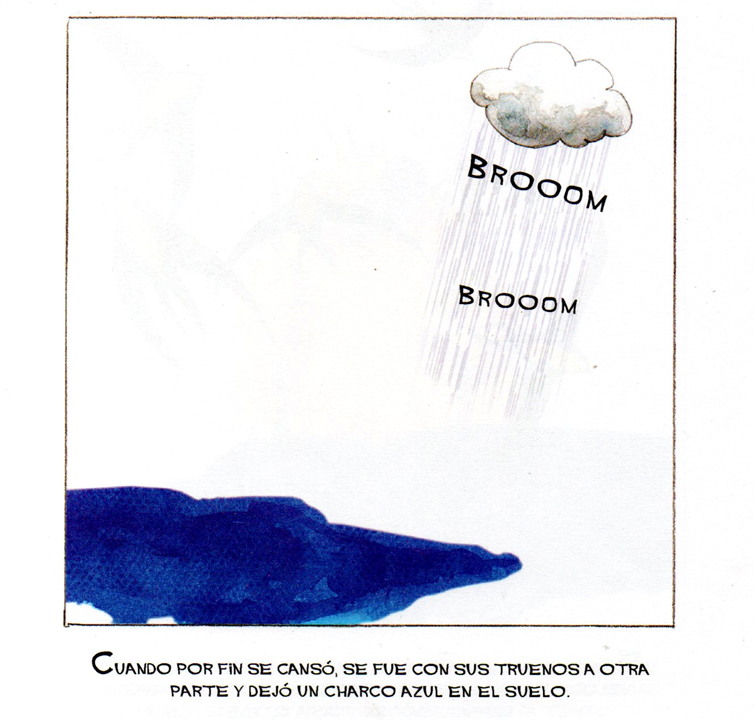 BROOOM
BROOOM
CUANDO POR FIN SE CANSÓ, SE FUE CON SUS TRUENOS A OTRA
PARTE Y DEJÓ UN CHARCO AZUL EN EL SUELO.